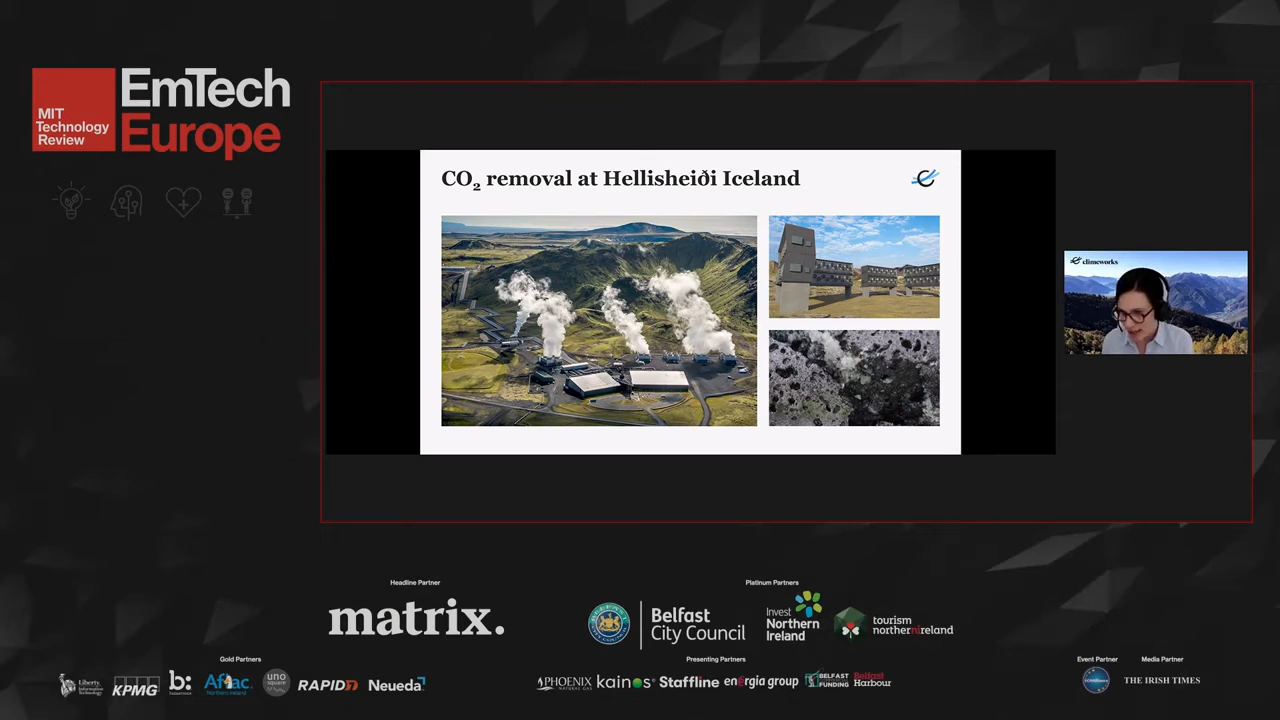 MIT
Technology
Review
EmTech
Europe
CO₂ removal at Hellisheiði Iceland
climeworks
Headline Partner
matrix.
Platinum Partners
Belfast
City Council
Invest
Northern
Ireland
tourism
northernireland
Gold Partners
Liberty
Information
Technology
KPMG
b:
Aflac
Northern Ireland
uno
square
RAPID7
Neueda
Presenting Partners
PHOENIX
NATURAL GAS
kainos
Staffline
energia group
BELFAST
FUNDING
Belfast
Harbour
Event Partner
Media Partner
THE IRISH TIMES